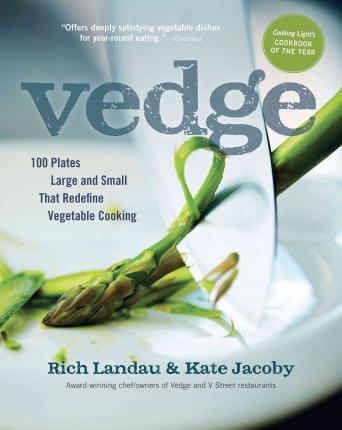 "Offers deeply satisfying vegetable dishes
for year-round eating." —Epicurious
Cooking Light's
COOKBOOK
OF THE YEAR
vedge
100 Plates
Large and Small
That Redefine
Vegetable Cooking
Rich Landau & Kate Jacoby
Award-winning chef/owners of Vedge and V Street restaurants